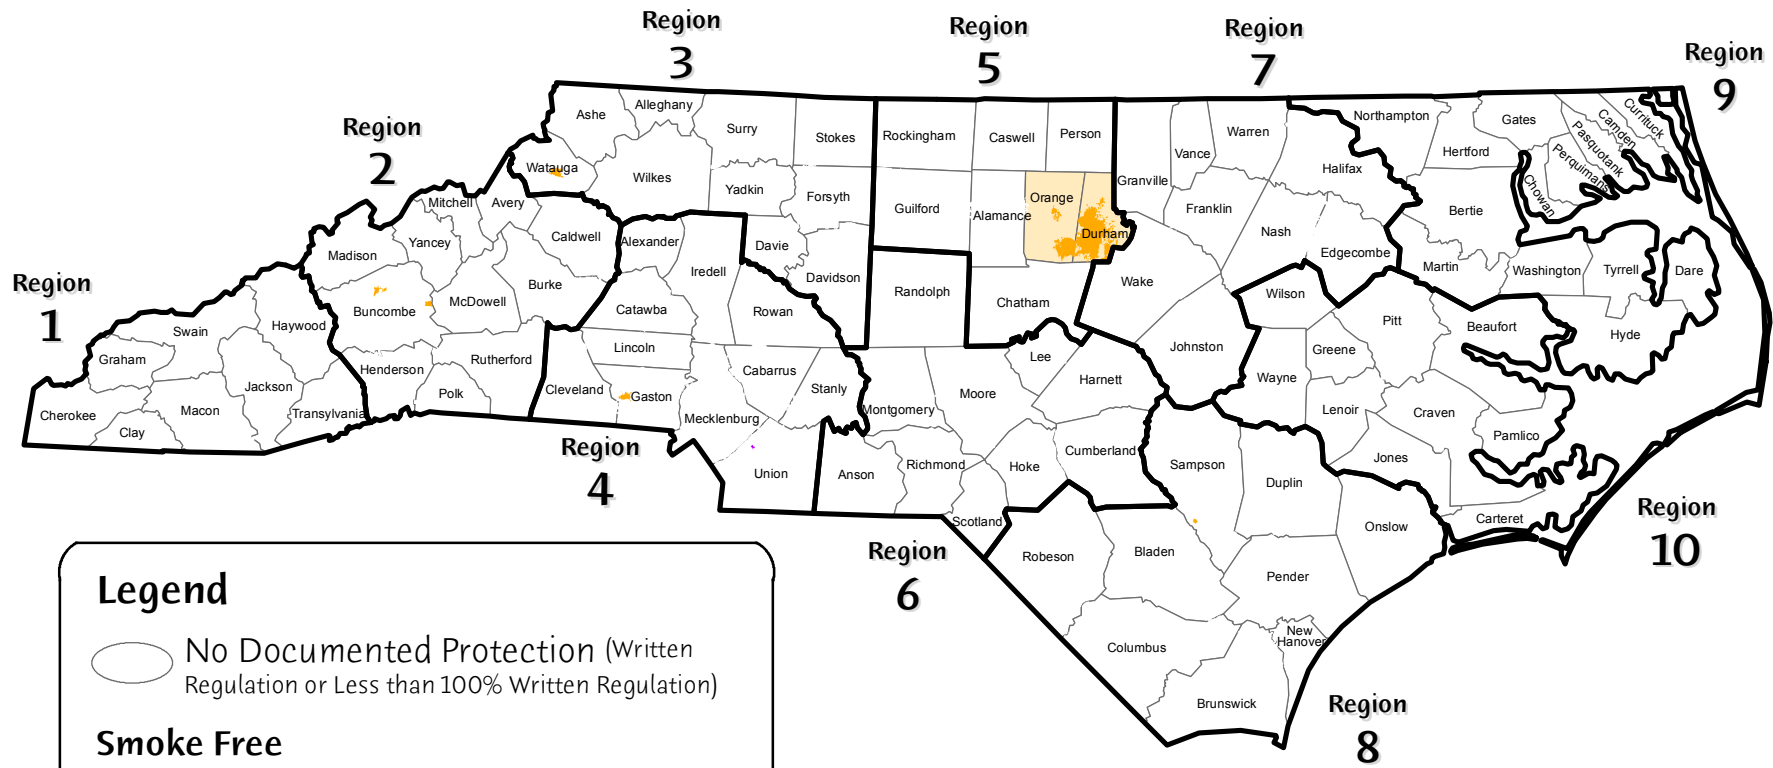 Region
3
Region
5
Region
7
Region
9
Region
2
Region
1
Ashe
Alleghany
Surry
Stokes
Rockingham
Caswell
Person
Vance
Warren
Northampton
Gates
Currituck
Camden
Pasquotank
Perquimans
Chowan
Hertford
Halifax
Watauga
Wilkes
Yadkin
Forsyth
Guilford
Alamance
Orange
Durham
Granville
Franklin
Nash
Edgecombe
Bertie
Martin
Washington
Tyrrell
Dare
Mitchell
Avery
Caldwell
Alexander
Iredell
Davie
Davidson
Randolph
Chatham
Wake
Wilson
Madison
Yancey
Burke
McDowell
Buncombe
Catawba
Rowan
Johnston
Pitt
Beaufort
Hyde
Swain
Haywood
Graham
Henderson
Rutherford
Lincoln
Cabarrus
Stanly
Lee
Moore
Harnett
Wayne
Greene
Jackson
Cherokee
Macon
Clay
Transylvania
Polk
Cleveland
Gaston
Mecklenburg
Montgomery
Lenoir
Craven
Pamlico
Union
Anson
Richmond
Hoke
Cumberland
Sampson
Duplin
Jones
Onslow
Carteret
Scotland
Robeson
Bladen
Pender
Columbus
New
Hanover
Brunswick
Region
4
Region
6
Region
10
Region
8
Legend
No Documented Protection (Written
Regulation or Less than 100% Written Regulation)
Smoke Free